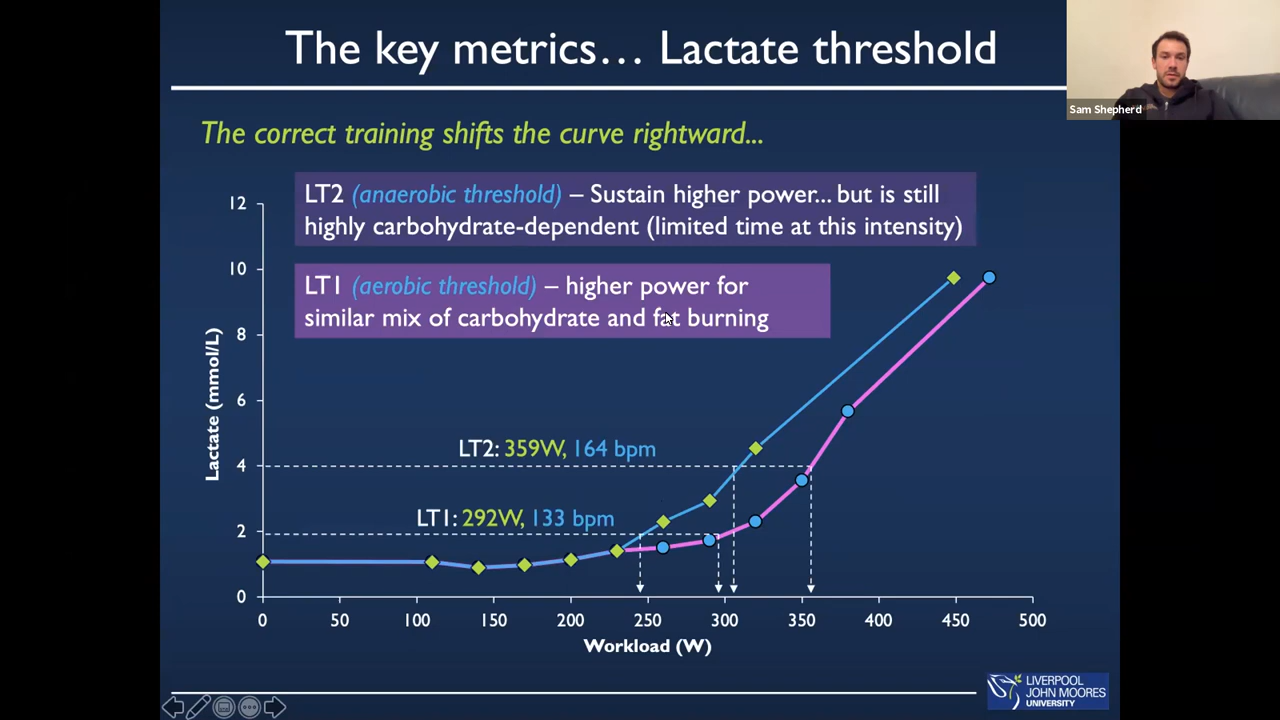 The key metrics... Lactate threshold
Sam Shepherd
The correct training shifts the curve rightward...
LT2 (anaerobic threshold) – Sustain higher power... but is still
highly carbohydrate-dependent (limited time at this intensity)
LT1 (aerobic threshold) – higher power for
similar mix of carbohydrate and fat burning
Lactate (mmol/L)
12
10
8
6
4
2
0
LT2: 359W, 164 bpm
LT1: 292W, 133 bpm
0 50 100 150 200 250 300 350 400 450 500
Workload (W)
LIVERPOOL
JOHN MOORES
UNIVERSITY